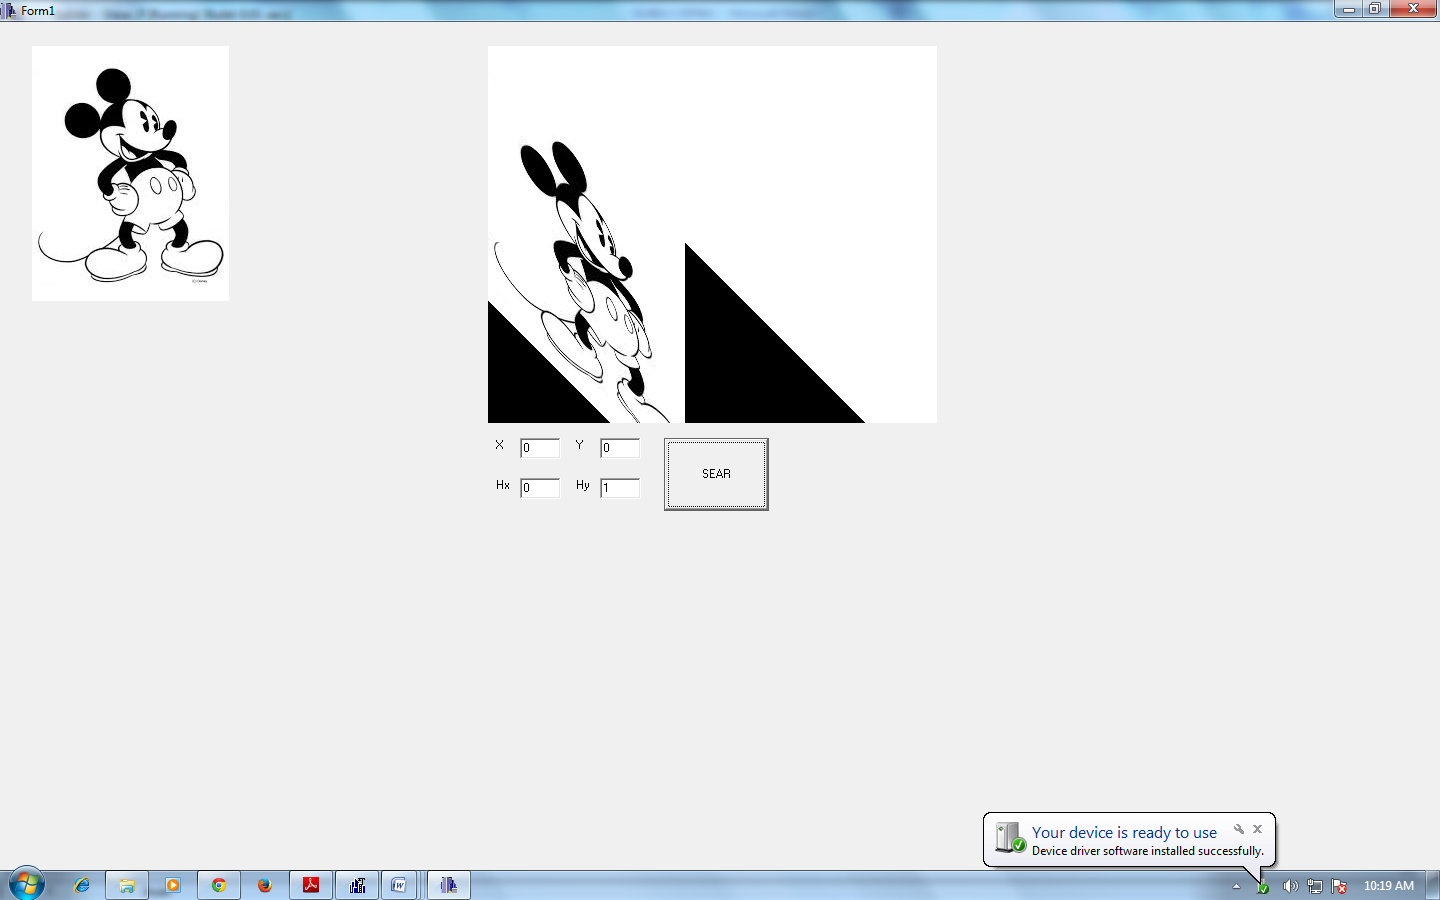 Form1
X 0 Y 0
Hx 0 Hy 1
SEAR
Your device is ready to use
Device driver software installed successfully.
10:19 AM